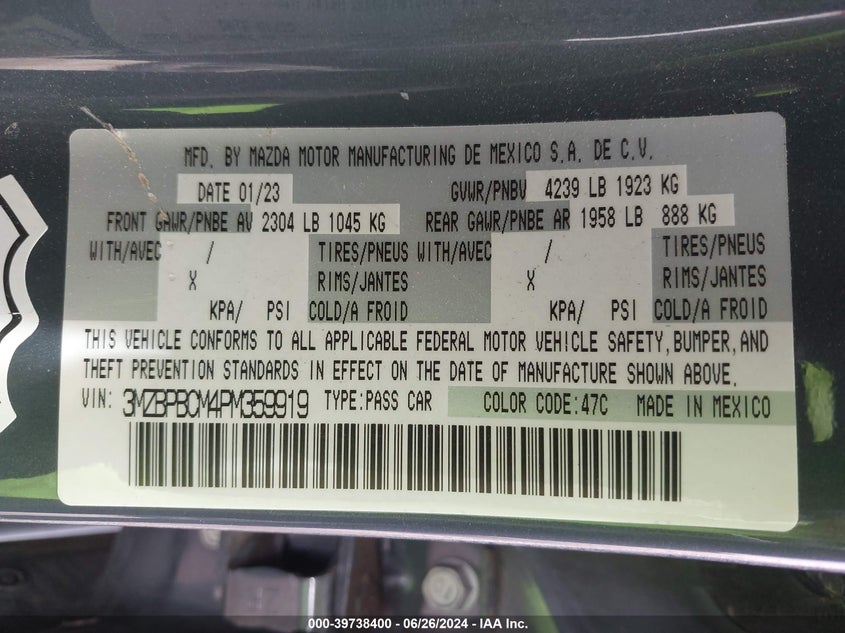 MFD. BY MAZDA MOTOR MANUFACTURING DE MEXICO S.A. DE C.V.
DATE 01/23 GVWR/PNBV 4239 LB 1923 KG
FRONT GAWR/PNBE AV 2304 LB 1045 KG REAR GAWR/PNBE AR 1958 LB 888 KG
WITH/AVEC / TIRES/PNEUS WITH/AVEC / TIRES/PNEUS
X RIMS/JANTES X RIMS/JANTES
KPA/ PSI COLD/A FROID KPA/ PSI COLD/A FROID
THIS VEHICLE CONFORMS TO ALL APPLICABLE FEDERAL MOTOR VEHICLE SAFETY, BUMPER, AND
THEFT PREVENTION STANDARDS IN EFFECT ON THE DATE OF MANUFACTURE SHOWN ABOVE.
VIN: 3MZBPBCM4PM359919 TYPE:PASS CAR COLOR CODE:47C MADE IN MEXICO
000-39738400 - 06/26/2024 - IAA Inc.